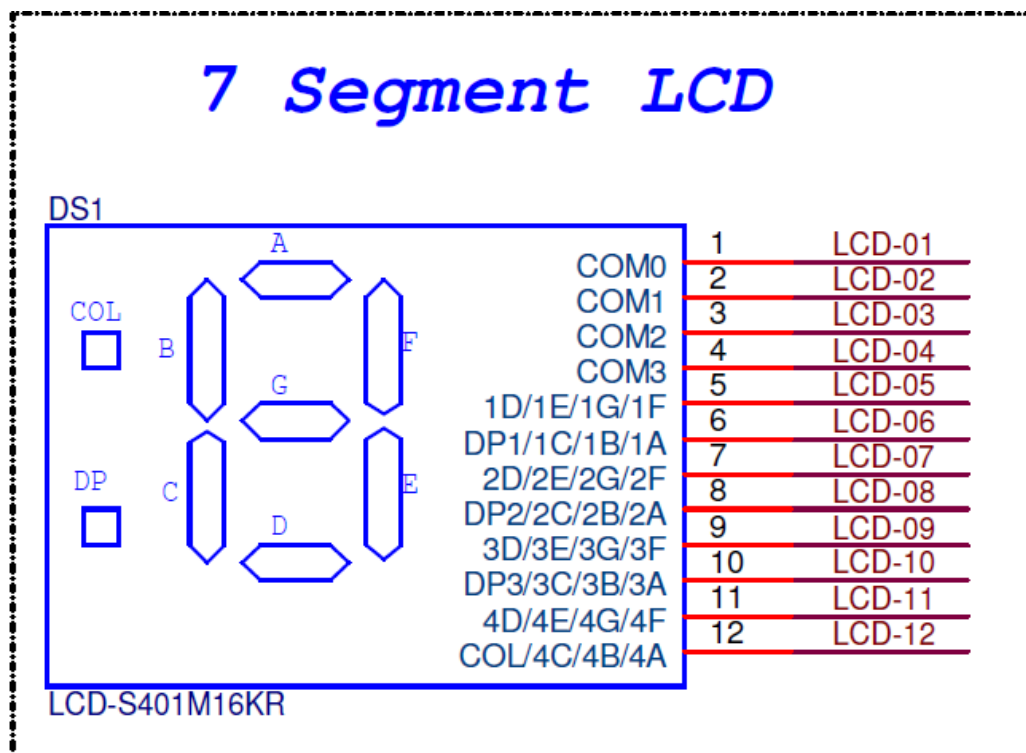 7 Segment LCD
DS1
A
COL
B
F
G
DP
C
E
D
COM0 1 LCD-01
COM1 2 LCD-02
COM2 3 LCD-03
COM3 4 LCD-04
1D/1E/1G/1F 5 LCD-05
DP1/1C/1B/1A 6 LCD-06
2D/2E/2G/2F 7 LCD-07
DP2/2C/2B/2A 8 LCD-08
3D/3E/3G/3F 9 LCD-09
DP3/3C/3B/3A 10 LCD-10
4D/4E/4G/4F 11 LCD-11
COL/4C/4B/4A 12 LCD-12
LCD-S401M16KR